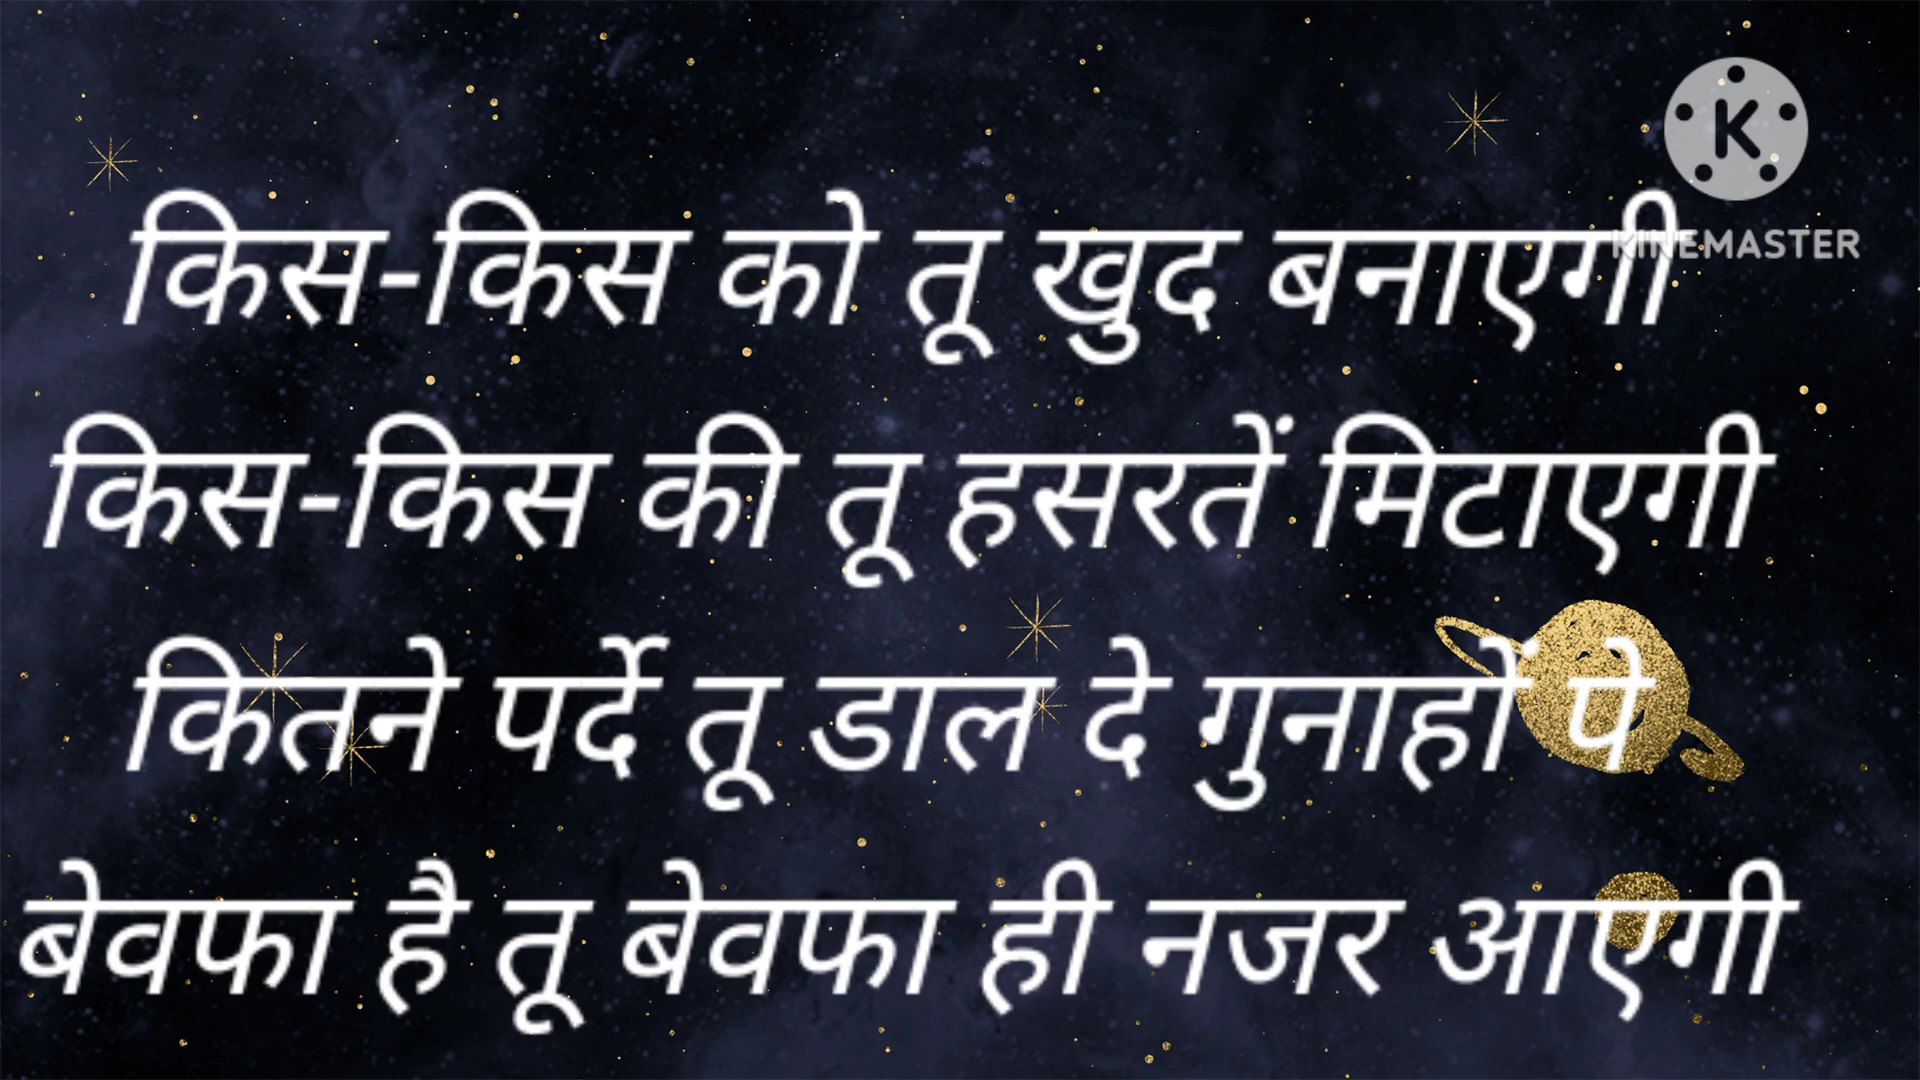 K
KINEMASTER
किस-किस को तू खुद बनाएगी
किस-किस की तू हसरतें मिटाएगी
कितने पर्दे तू डाल दे गुनाहों पे
बेवफा है तू बेवफा ही नजर आएगी